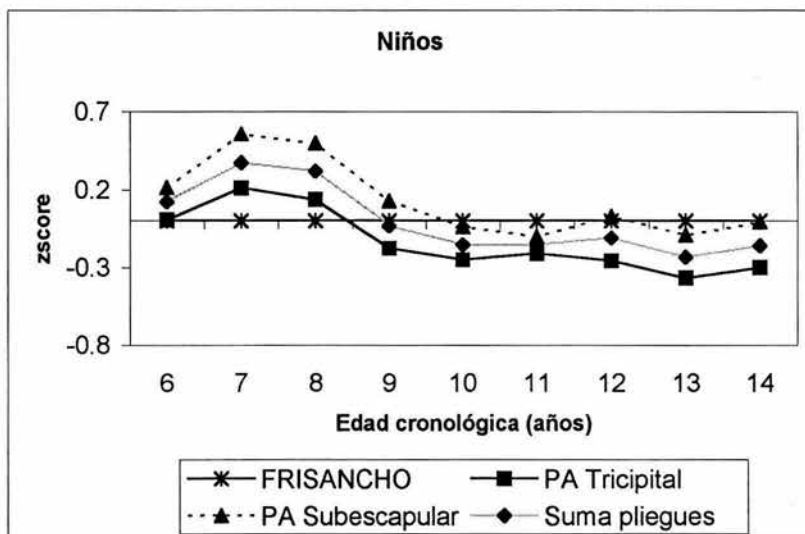 Niños
0.7
0.2
-0.3
-0.8
zscore
6 7 8 9 10 11 12 13 14
Edad cronológica (años)
FRISANCHO PA Tricipital
PA Subescapular Suma pliegues